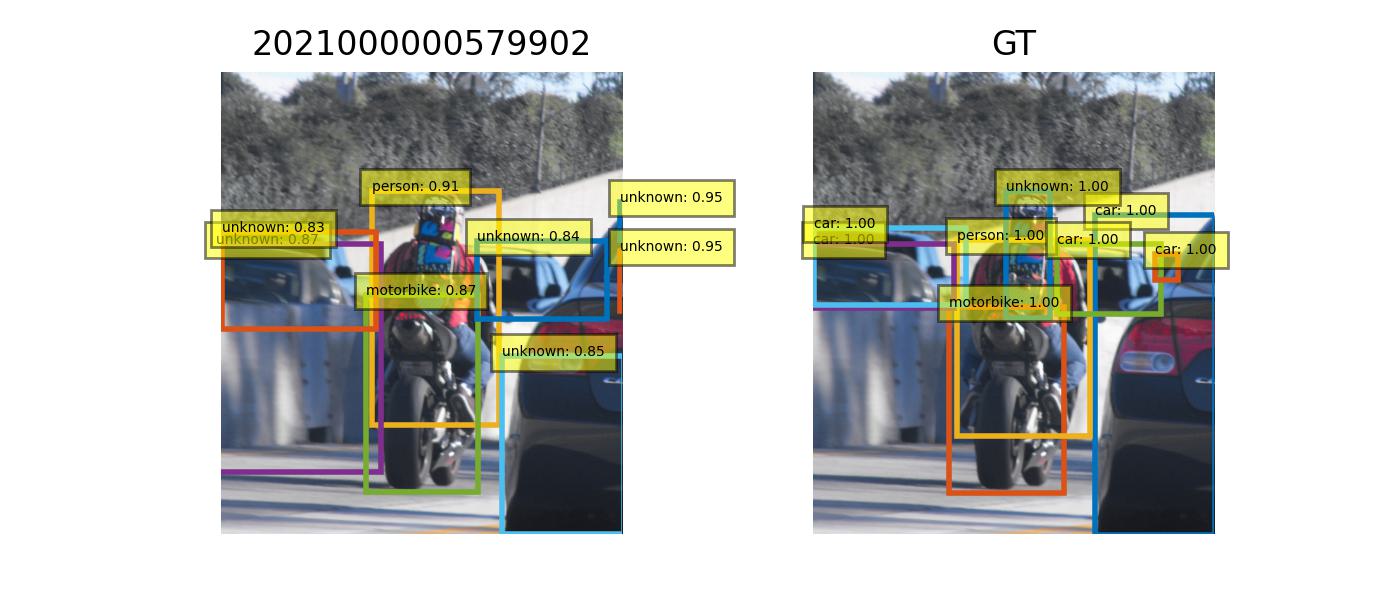 2021000000579902
person: 0.91
unknown: 0.95
unknown: 0.83
unknown: 0.87
unknown: 0.84
unknown: 0.95
motorbike: 0.87
unknown: 0.85
GT
unknown: 1.00
car: 1.00
car: 1.00
car: 1.00
person: 1.00
car: 1.00
car: 1.00
motorbike: 1.00